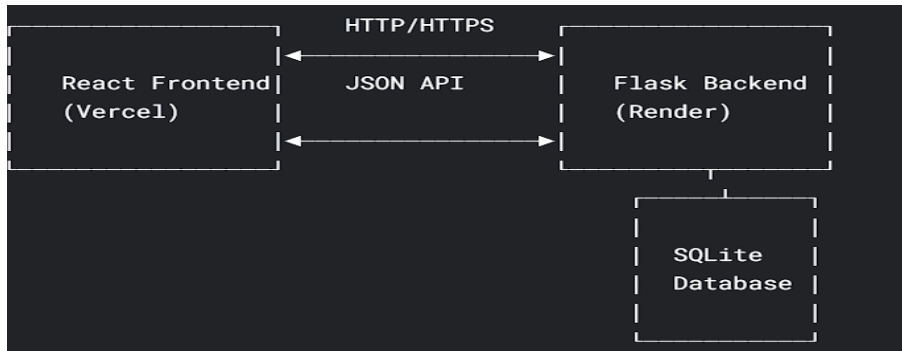 HTTP/HTTPS
React Frontend
(Vercel)
JSON API
Flask Backend
(Render)
SQLite
Database